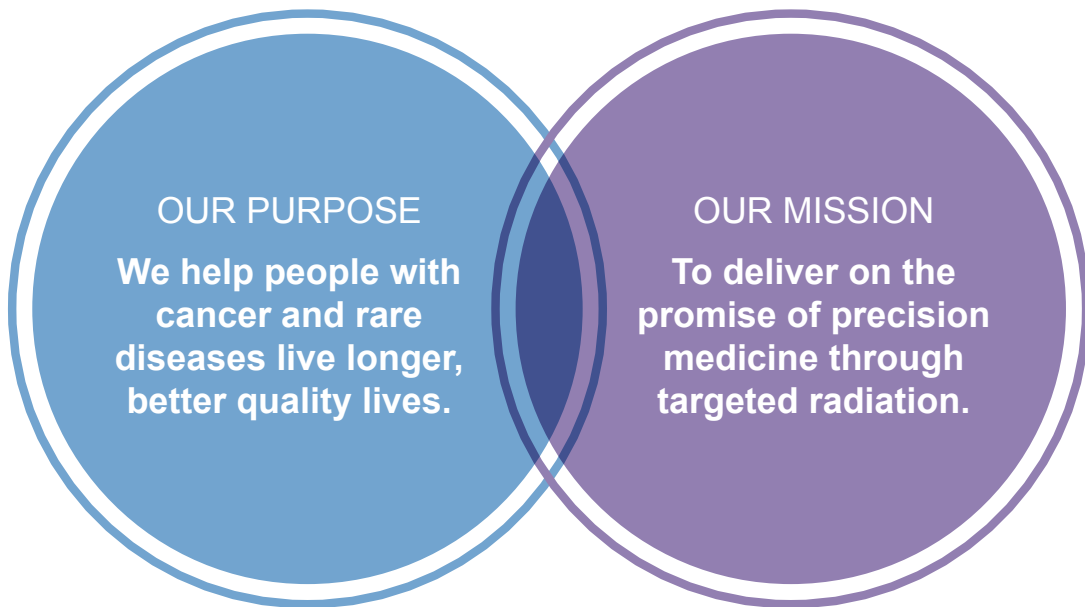 OUR PURPOSE
We help people with
cancer and rare
diseases live longer,
better quality lives.
OUR MISSION
To deliver on the
promise of precision
medicine through
targeted radiation.